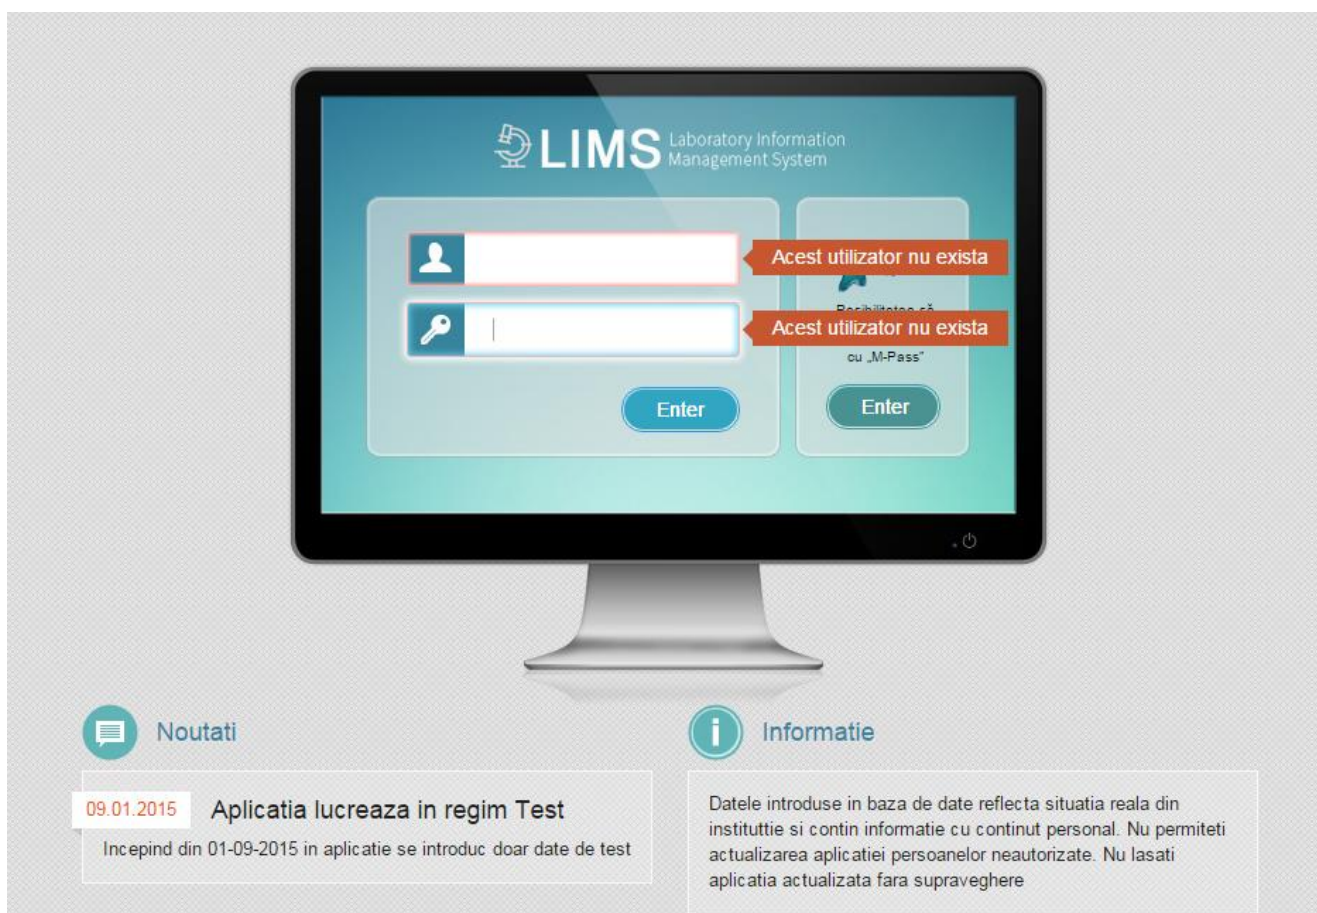 LIMS Laboratory Information
Management System
Acest utilizator nu exista
Acest utilizator nu exista
cu „M-Pass”
Enter
Enter
Noutati
09.01.2015 Aplicatia lucreaza in regim Test
Incepind din 01-09-2015 in aplicatie se introduc doar date de test
Informatie
Datele introduse in baza de date reflecta situatia reala din
instituttie si contin informatie cu continut personal. Nu permiteti
actualizarea aplicatiei persoanelor neautorizate. Nu lasati
aplicatia actualizata fara supraveghere